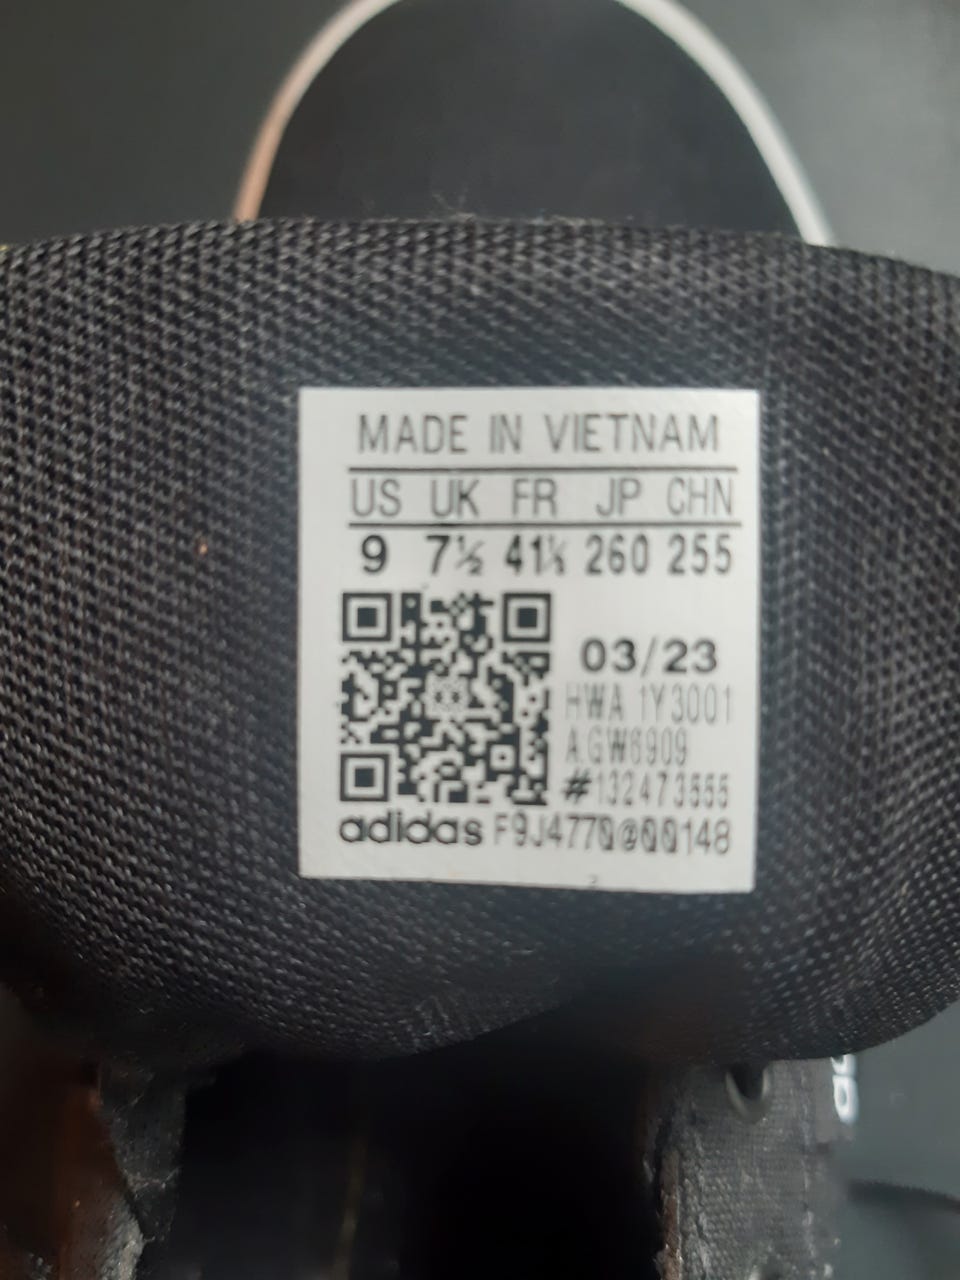 MADE IN VIETNAM
US UK FR JP CHN
9 7½ 41⅓ 260 255
03/23
HWA 1Y3001
A.GW6909
#132473555
adidas F9J4770@00148